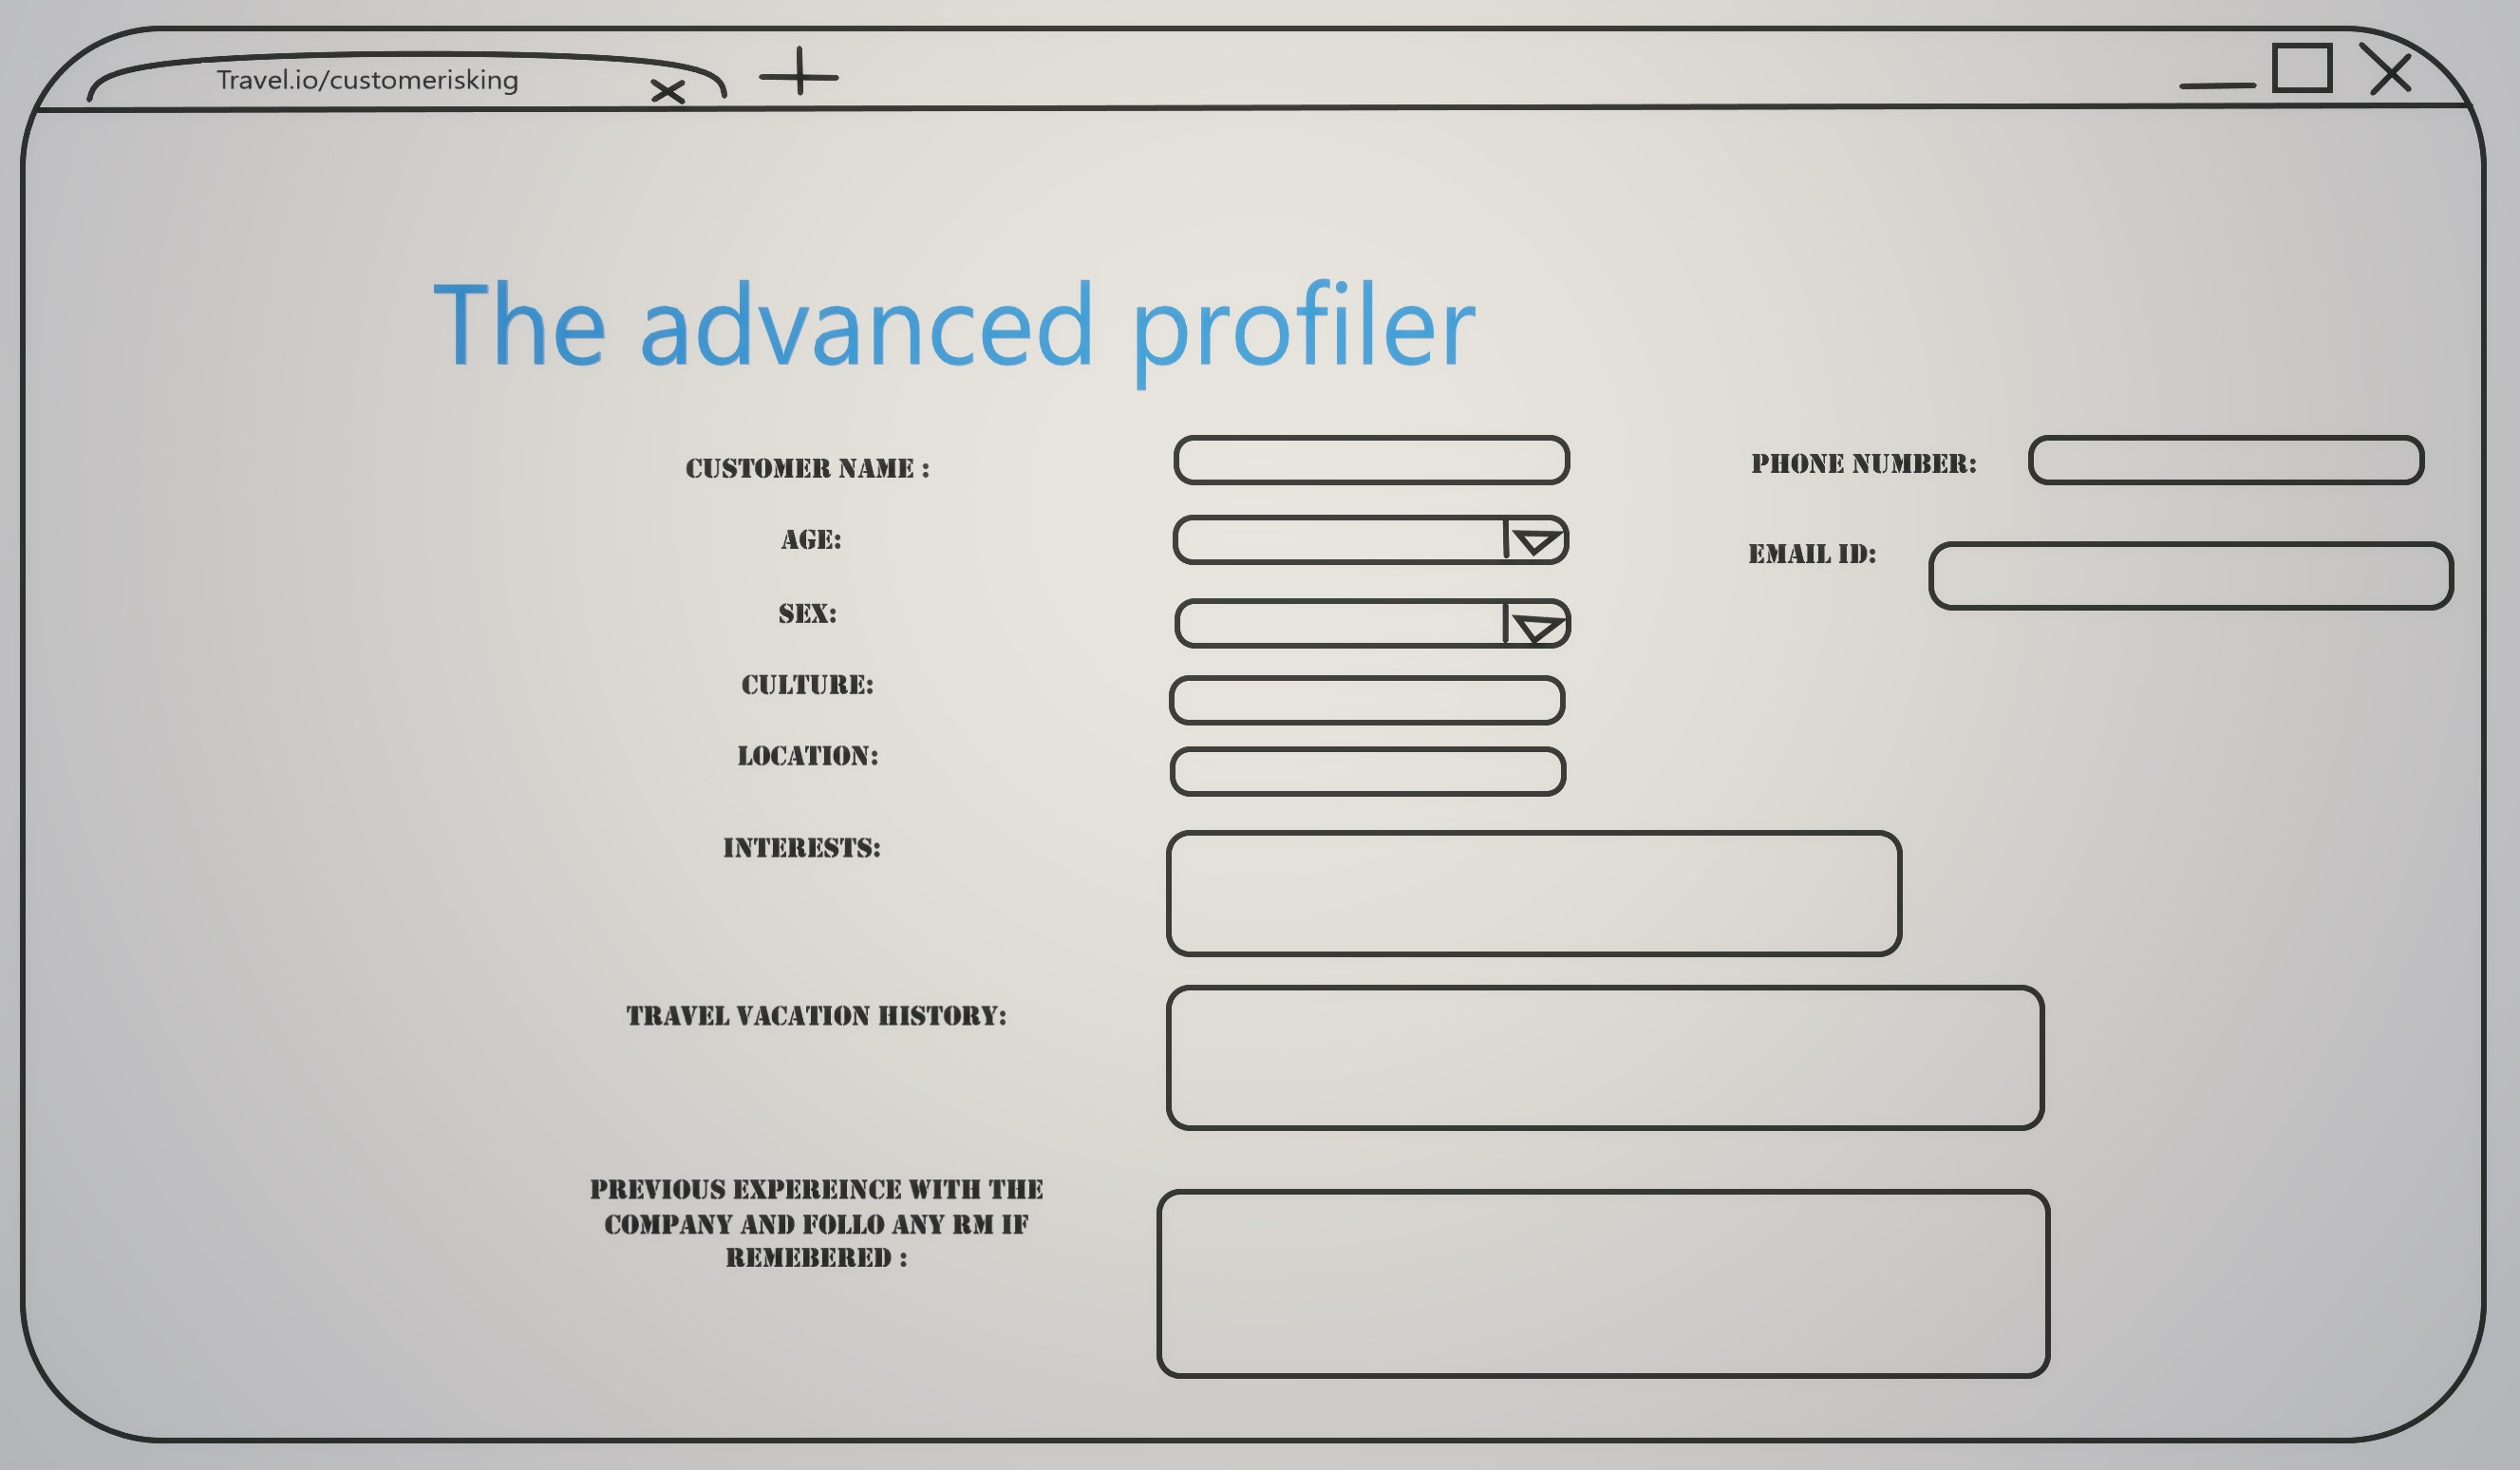 Travel.io/customerisking
The advanced profiler
CUSTOMER NAME :
PHONE NUMBER:
AGE:
EMAIL ID:
SEX:
CULTURE:
LOCATION:
INTERESTS:
TRAVEL VACATION HISTORY:
PREVIOUS EXPEREINCE WITH THE
COMPANY AND FOLLO ANY RM IF
REMEBERED :